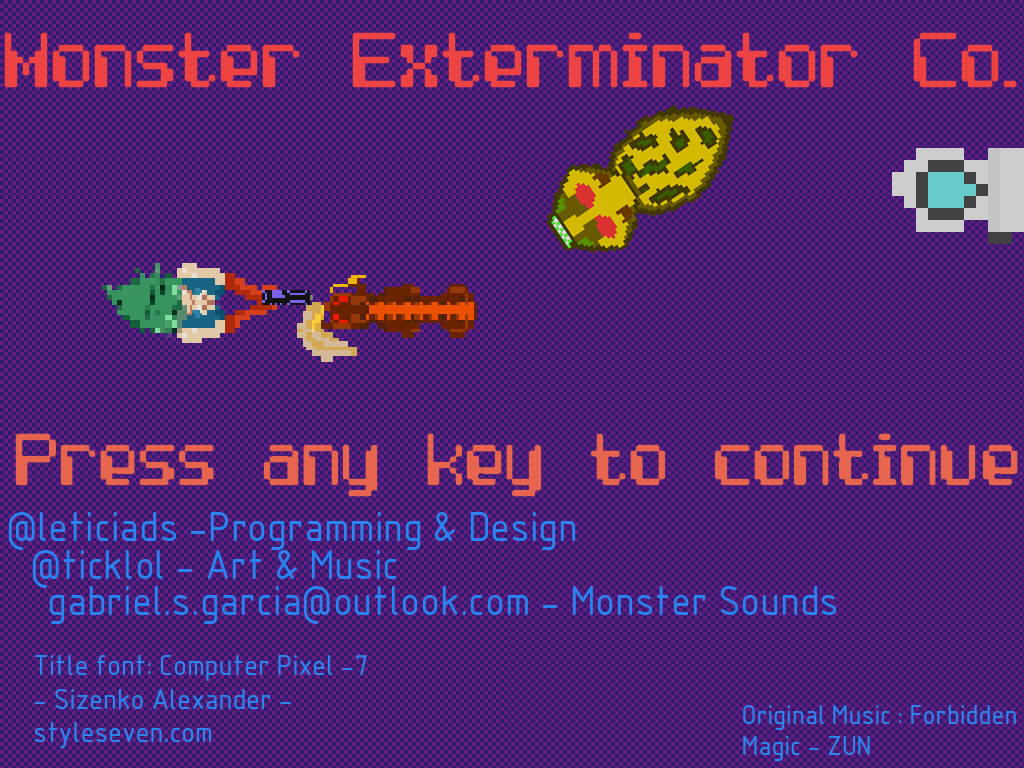 Monster Exterminator Co.
Press any key to continue
@leticiads -Programming & Design
@ticklol - Art & Music
gabriel.s.garcia@outlook.com - Monster Sounds
Title font: Computer Pixel -7
- Sizenko Alexander -
styleseven.com
Original Music : Forbidden
Magic - ZUN